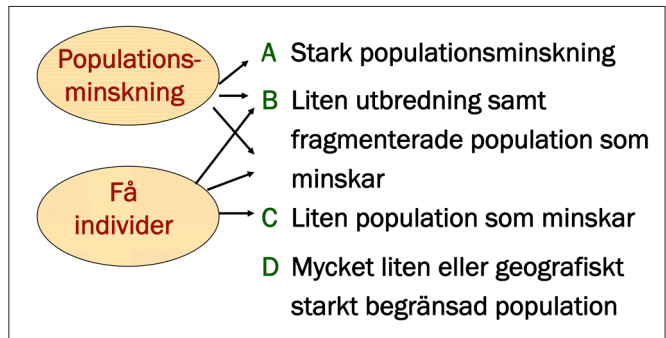 Populations-
minskning
Få
individer
A Stark populationsminskning
B Liten utbredning samt
fragmenterade population som
minskar
C Liten population som minskar
D Mycket liten eller geografiskt
starkt begränsad population